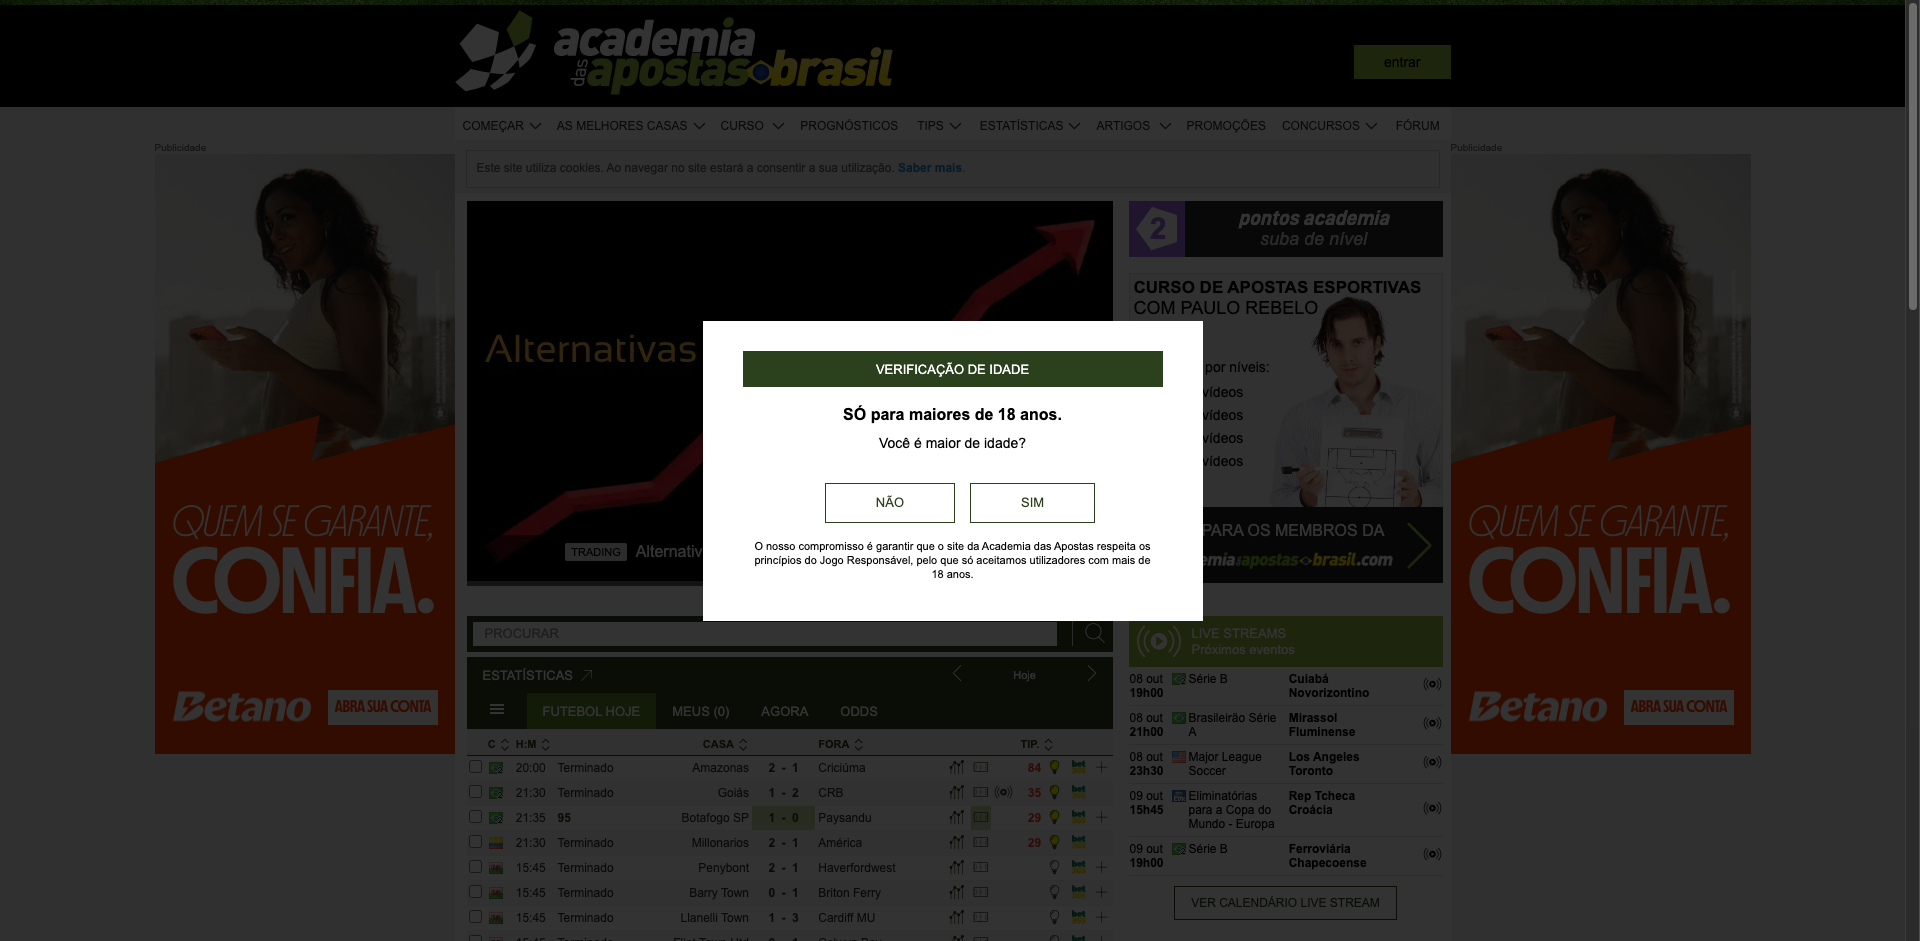 academia
das apostas brasil
entrar
COMEÇAR AS MELHORES CASAS CURSO PROGNÓSTICOS TIPS ESTATÍSTICAS ARTIGOS PROMOÇÕES CONCURSOS FÓRUM
Publicidade
Publicidade
Este site utiliza cookies. Ao navegar no site estará a consentir a sua utilização. Saber mais.
QUEM SE GARANTE,
CONFIA.
Betano
ABRA SUA CONTA
Alternativas
TRADING Alternativ
VERIFICAÇÃO DE IDADE
SÓ para maiores de 18 anos.
Você é maior de idade?
NÃO SIM
O nosso compromisso é garantir que o site da Academia das Apostas respeita os
princípios do Jogo Responsável, pelo que só aceitamos utilizadores com mais de
18 anos.
2
pontos academia
suba de nível
CURSO DE APOSTAS ESPORTIVAS
COM PAULO REBELO
por níveis:
vídeos
vídeos
vídeos
vídeos
PARA OS MEMBROS DA
emiadasapostasbrasil.com
QUEM SE GARANTE,
CONFIA.
Betano
ABRA SUA CONTA
PROCURAR
ESTATÍSTICAS Hoje
FUTEBOL HOJE MEUS (0) AGORA ODDS
C H:M CASA FORA TIP.
20:00 Terminado Amazonas 2 - 1 Criciúma 84 bet
21:30 Terminado Goiás 1 - 2 CRB 35 bet
21:35 95 Botafogo SP 1 - 0 Paysandu 29 bet
21:30 Terminado Millonarios 2 - 1 América 29 bet
15:45 Terminado Penybont 2 - 1 Haverfordwest bet
15:45 Terminado Barry Town 0 - 1 Briton Ferry bet
15:45 Terminado Llanelli Town 1 - 3 Cardiff MU bet
LIVE STREAMS
Próximos eventos
08 out Série B Cuiabá
19h00 Novorizontino
08 out Brasileirão Série Mirassol
21h00 A Fluminense
08 out Major League Los Angeles
23h30 Soccer Toronto
09 out Eliminatórias Rep Tcheca
15h45 para a Copa do Croácia
Mundo - Europa
09 out Série B Ferroviária
19h00 Chapecoense
VER CALENDÁRIO LIVE STREAM